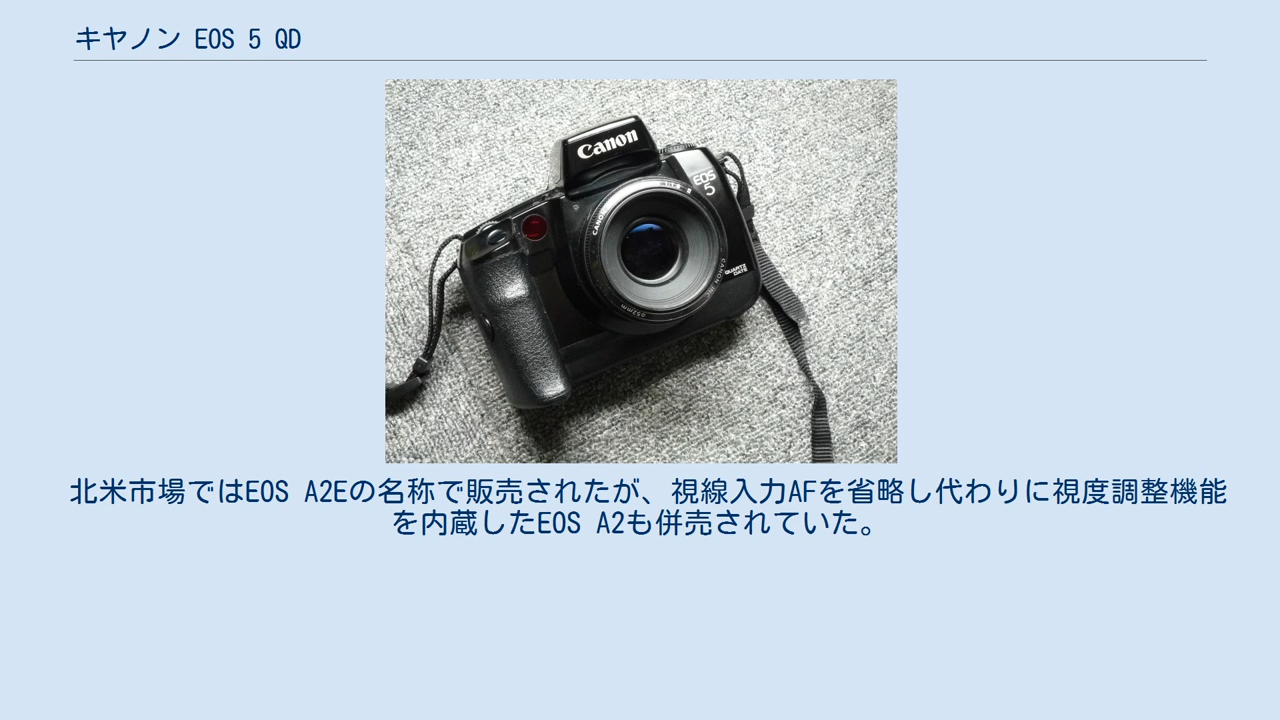 キヤノン EOS 5 QD
Canon
EOS
5
QUARTZ
DATE
北米市場ではEOS A2Eの名称で販売されたが、視線入力AFを省略し代わりに視度調整機能
を内蔵したEOS A2も併売されていた。